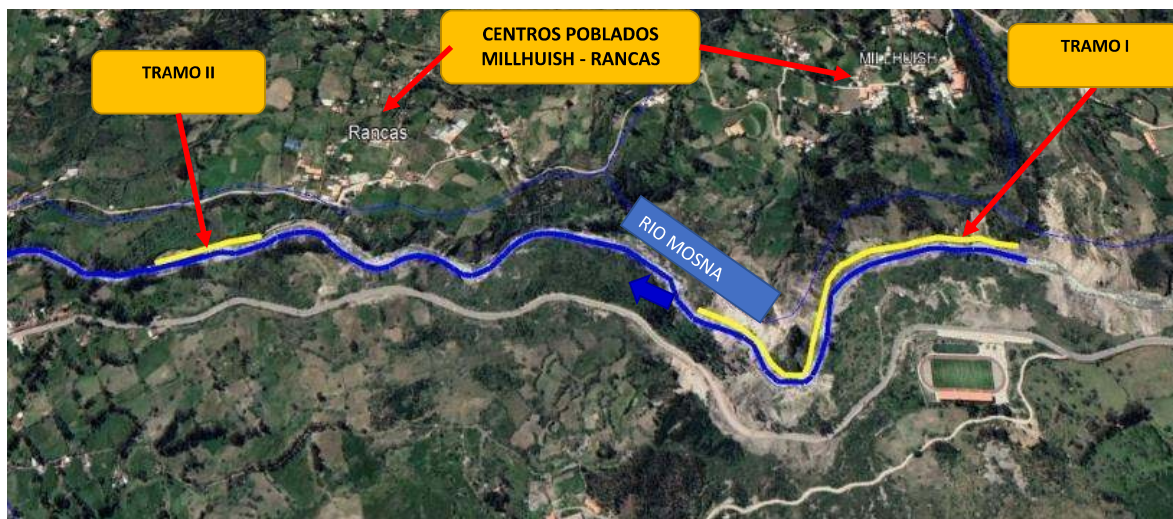 CENTROS POBLADOS
MILLHUISH - RANCAS
TRAMO I
TRAMO II
MILLHUISH
Rancas
RIO MOSNA